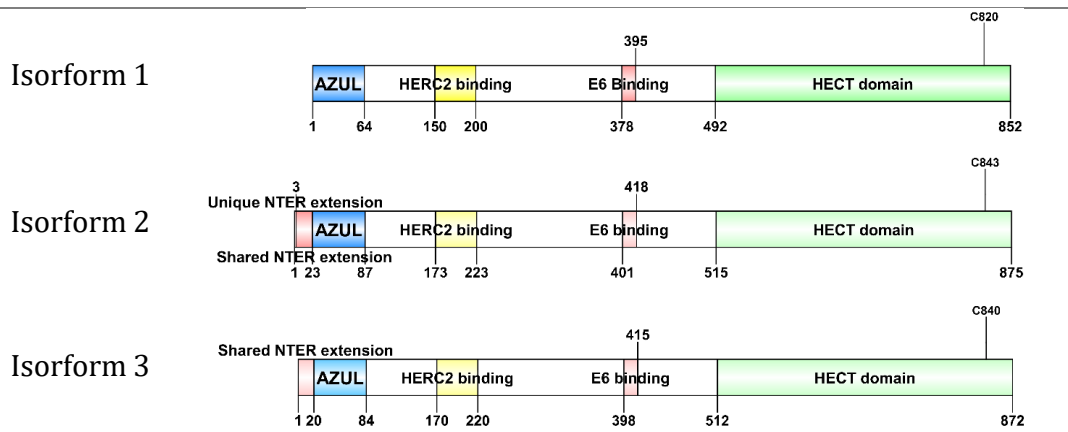 C820
395
Isorform 1
AZUL HERC2 binding E6 Binding HECT domain
1 64 150 200 378 492 852
C843
3 418
Unique NTER extension
Isorform 2
AZUL HERC2 binding E6 binding HECT domain
Shared NTER extension
1 23 87 173 223 401 515 875
C840
415
Shared NTER extension
Isorform 3
AZUL HERC2 binding E6 binding HECT domain
1 20 84 170 220 398 512 872